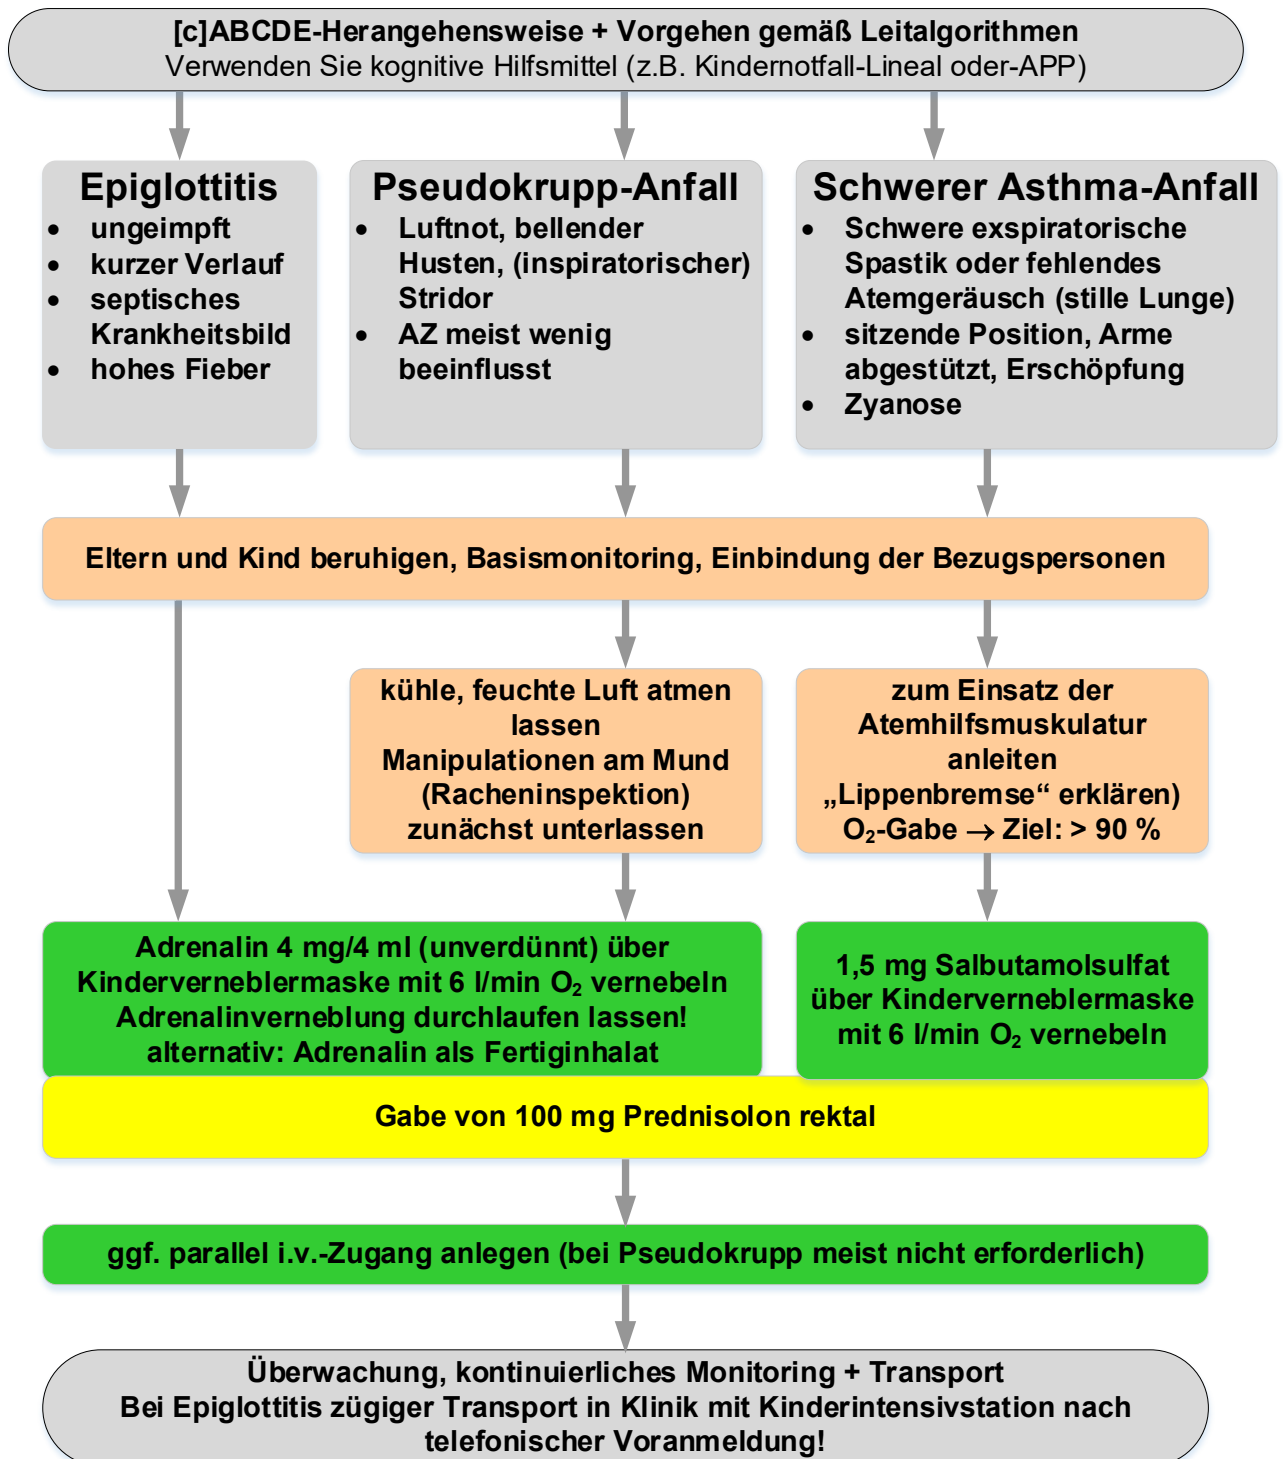 [c]ABCDE-Herangehensweise + Vorgehen gemäß Leitalgorithmen
Verwenden Sie kognitive Hilfsmittel (z.B. Kindernotfall-Lineal oder-APP)
Epiglottitis
• ungeimpft
• kurzer Verlauf
• septisches
Krankheitsbild
• hohes Fieber
Pseudokrupp-Anfall
• Luftnot, bellender
Husten, (inspiratorischer)
Stridor
• AZ meist wenig
beeinflusst
Schwerer Asthma-Anfall
• Schwere exspiratorische
Spastik oder fehlendes
Atemgeräusch (stille Lunge)
• sitzende Position, Arme
abgestützt, Erschöpfung
• Zyanose
Eltern und Kind beruhigen, Basismonitoring, Einbindung der Bezugspersonen
kühle, feuchte Luft atmen
lassen
Manipulationen am Mund
(Racheninspektion)
zunächst unterlassen
zum Einsatz der
Atemhilfsmuskulatur
anleiten
„Lippenbremse“ erklären)
O₂-Gabe → Ziel: > 90 %
Adrenalin 4 mg/4 ml (unverdünnt) über
Kinderverneblermaske mit 6 l/min O₂ vernebeln
Adrenalinverneblung durchlaufen lassen!
alternativ: Adrenalin als Fertiginhalat
1,5 mg Salbutamolsulfat
über Kinderverneblermaske
mit 6 l/min O₂ vernebeln
Gabe von 100 mg Prednisolon rektal
ggf. parallel i.v.-Zugang anlegen (bei Pseudokrupp meist nicht erforderlich)
Überwachung, kontinuierliches Monitoring + Transport
Bei Epiglottitis zügiger Transport in Klinik mit Kinderintensivstation nach
telefonischer Voranmeldung!